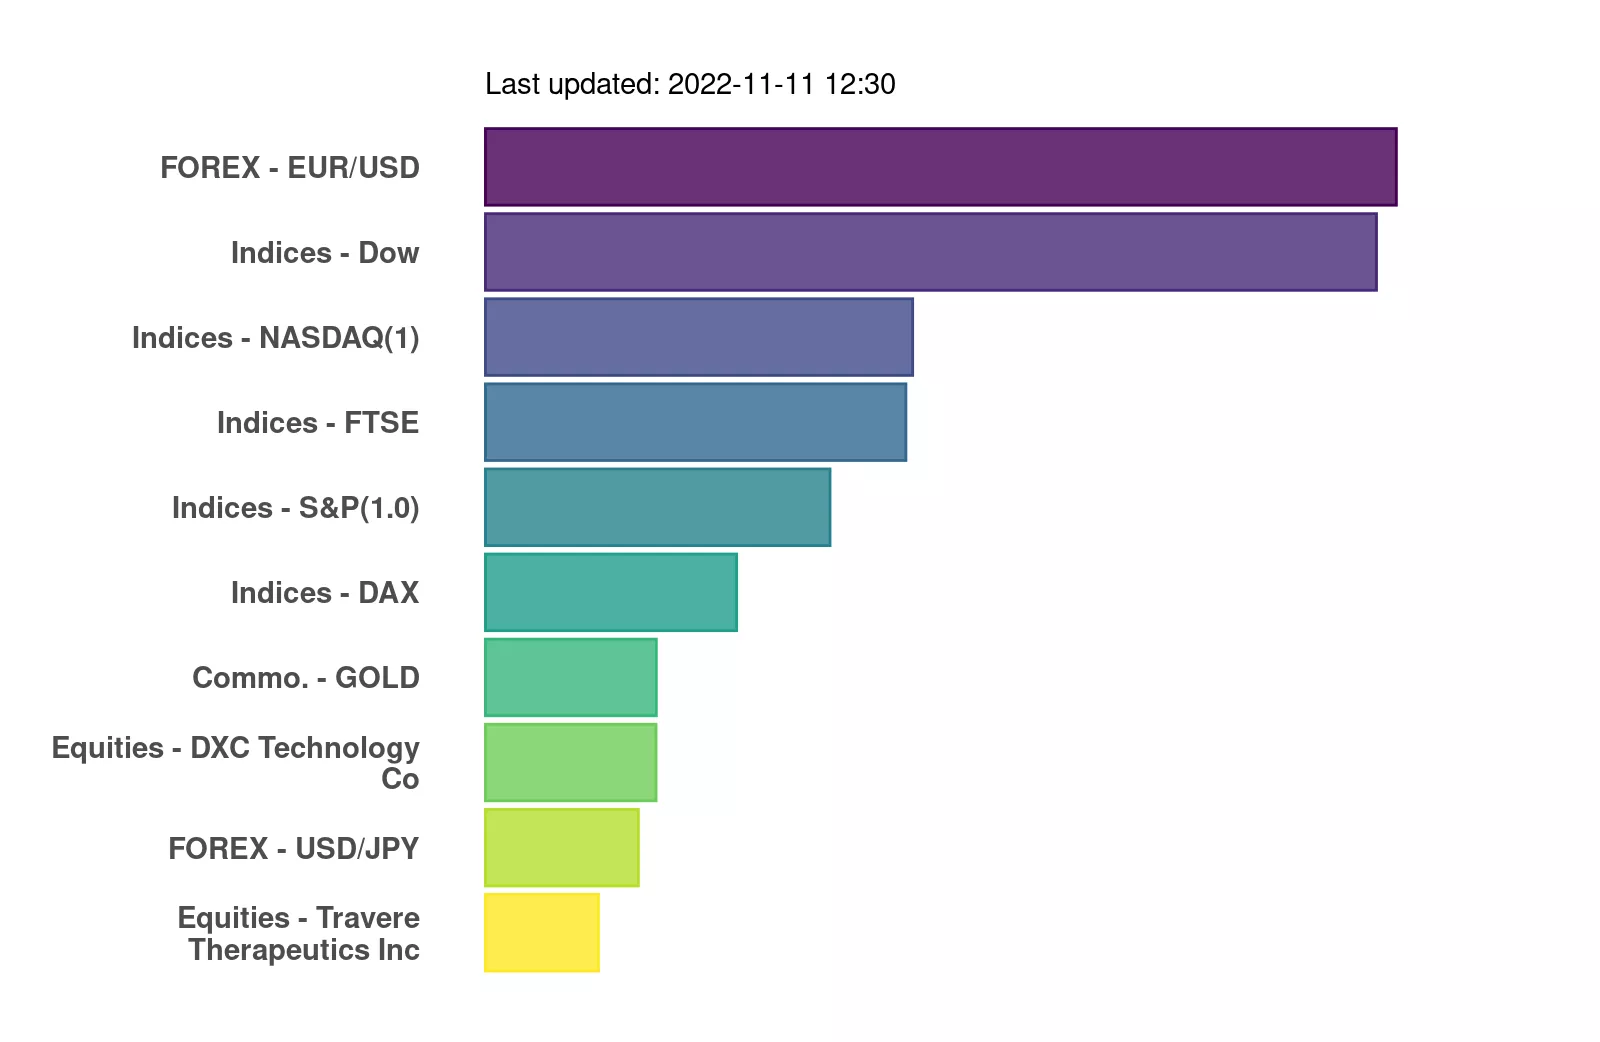 Last updated: 2022-11-11 12:30
FOREX - EUR/USD
Indices - Dow
Indices - NASDAQ(1)
Indices - FTSE
Indices - S&P(1.0)
Indices - DAX
Commo. - GOLD
Equities - DXC Technology
Co
FOREX - USD/JPY
Equities - Travere
Therapeutics Inc